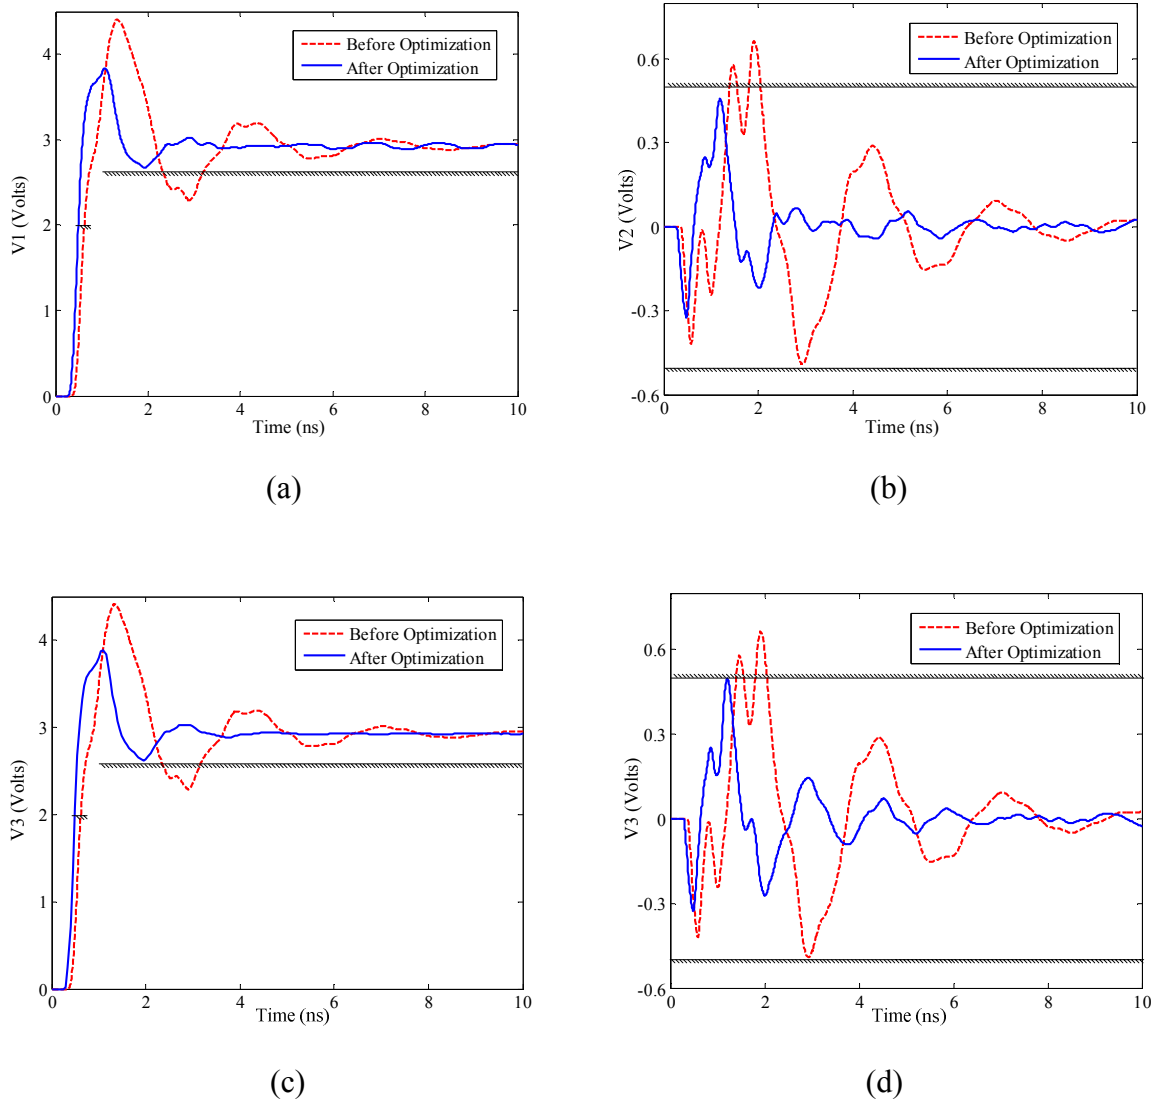 4
3
2
1
0
V1 (Volts)
0 2 4 6 8 10
Time (ns)
Before Optimization
After Optimization
(a)
0.6
0.3
0
-0.3
-0.6
V2 (Volts)
0 2 4 6 8 10
Time (ns)
Before Optimization
After Optimization
(b)
4
3
2
1
0
V3 (Volts)
0 2 4 6 8 10
Time (ns)
Before Optimization
After Optimization
(c)
0.6
0.3
0
-0.3
-0.6
V3 (Volts)
0 2 4 6 8 10
Time (ns)
Before Optimization
After Optimization
(d)